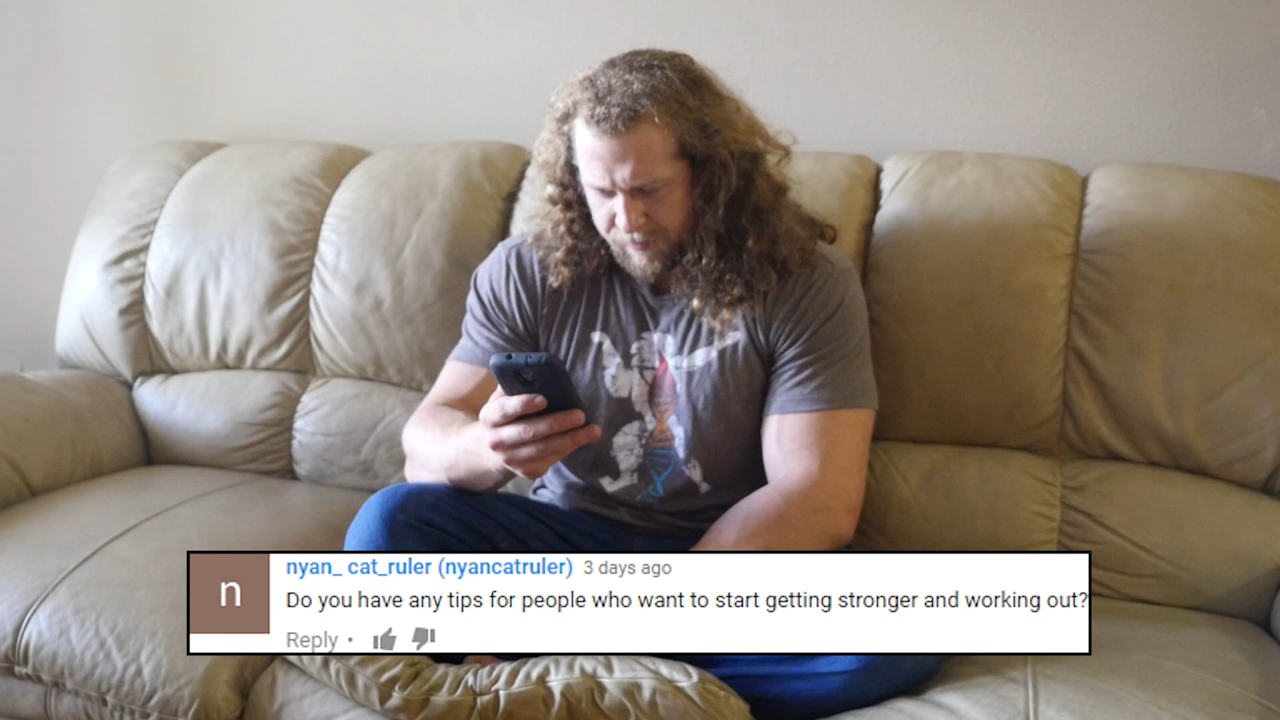 n
nyan_ cat_ruler (nyancatruler) 3 days ago
Do you have any tips for people who want to start getting stronger and working out?
Reply •